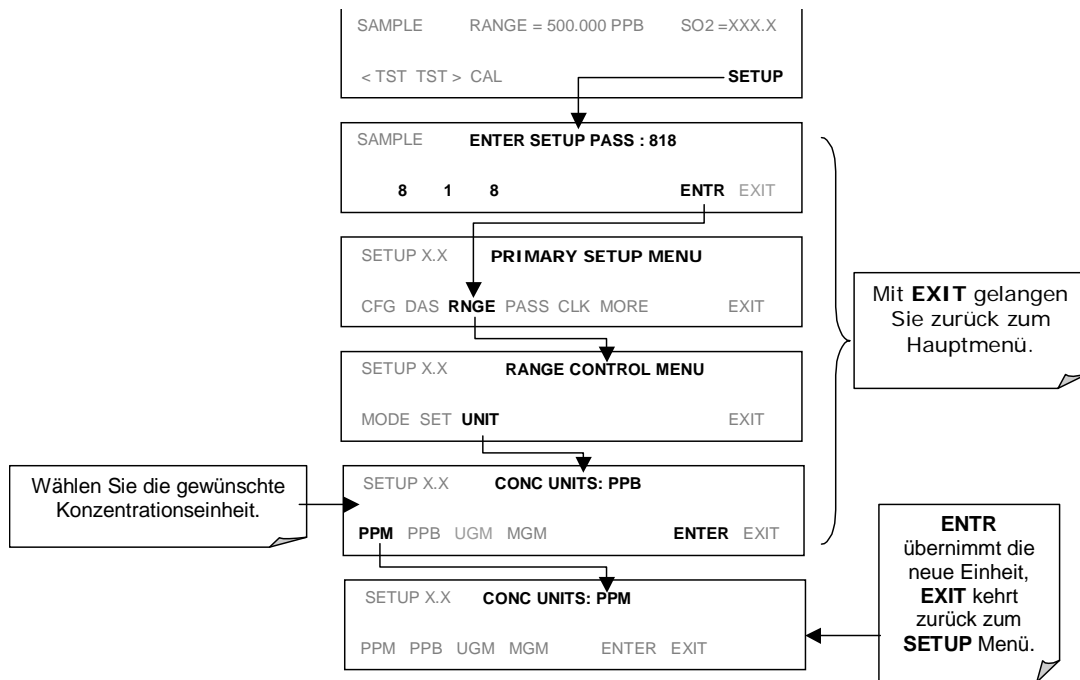 SAMPLE RANGE = 500.000 PPB SO2 =XXX.X
< TST TST > CAL SETUP
SAMPLE ENTER SETUP PASS : 818
8 1 8 ENTR EXIT
SETUP X.X PRIMARY SETUP MENU
CFG DAS RNGE PASS CLK MORE EXIT
Mit EXIT gelangen
Sie zurück zum
Hauptmenü.
SETUP X.X RANGE CONTROL MENU
MODE SET UNIT EXIT
Wählen Sie die gewünschte
Konzentrationseinheit.
SETUP X.X CONC UNITS: PPB
PPM PPB UGM MGM ENTER EXIT
SETUP X.X CONC UNITS: PPM
PPM PPB UGM MGM ENTER EXIT
ENTR
übernimmt die
neue Einheit,
EXIT kehrt
zurück zum
SETUP Menü.